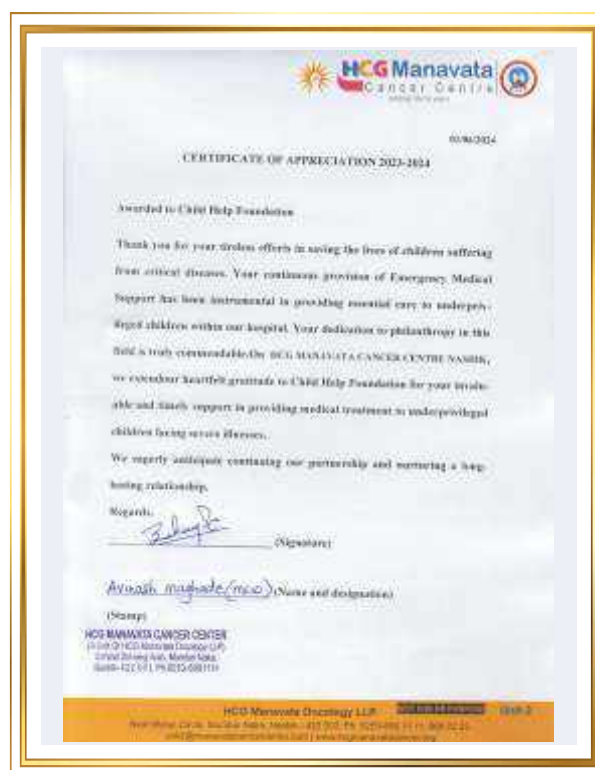 HCG Manavata
Cancer Centre
CERTIFICATE OF APPRECIATION 2023-2024
Awarded to Child Help Foundation
Thank you for your tireless efforts in saving the lives of children suffering
from critical diseases. Your continuous provision of Emergency Medical
Support has been instrumental in providing essential care to underpriv-
ileged children within our hospital. Your dedication to philanthropy in this
field is truly commendable.On HCG MANAVATA CANCER CENTRE NASHIK,
we extendour heartfelt gratitude to Child Help Foundation for your invalu-
able and timely support in providing medical treatment to underprivileged
children facing severe illnesses.
We eagerly anticipate continuing our partnership and nurturing a long-
lasting relationship.
Regards,
(Signature)
Avinash (Name and designation)
(Stamp)
HCG MANAVATA CANCER CENTER
HCG Manavata Oncology LLP